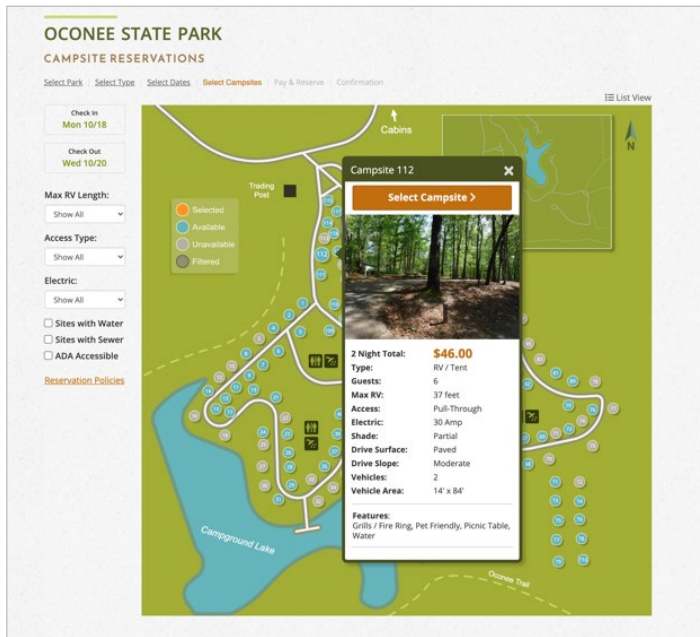 OCONEE STATE PARK
CAMPSITE RESERVATIONS
Select Park | Select Type | Select Dates | Select Campsites | Pay & Reserve | Confirmation
List View
Check In
Mon 10/18
Check Out
Wed 10/20
Max RV Length:
Show All
Access Type:
Show All
Electric:
Show All
Sites with Water
Sites with Sewer
ADA Accessible
Reservation Policies
Cabins
N
Trading
Post
Selected
Available
Unavailable
Filtered
112
Campground Lake
Oconee Trail
Campsite 112
Select Campsite
2 Night Total: $46.00
Type: RV / Tent
Guests: 6
Max RV: 37 feet
Access: Pull-Through
Electric: 30 Amp
Shade: Partial
Drive Surface: Paved
Drive Slope: Moderate
Vehicles: 2
Vehicle Area: 14' x 84'
Features:
Grills / Fire Ring, Pet Friendly, Picnic Table,
Water